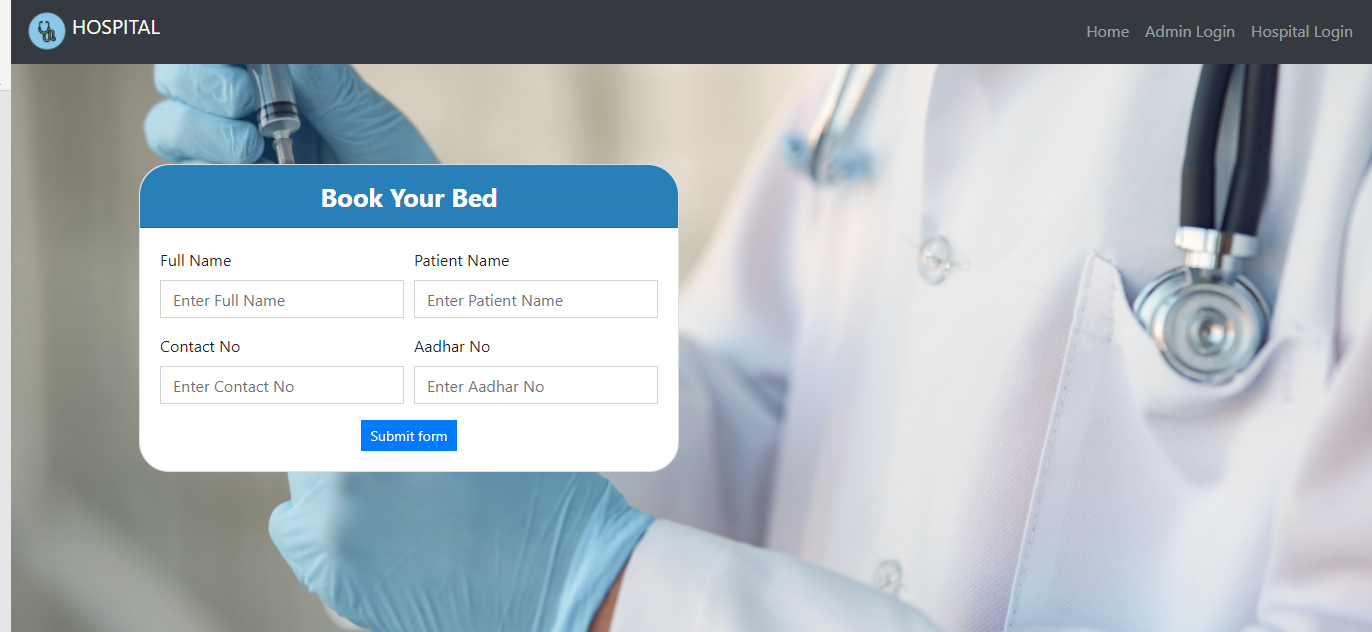 HOSPITAL
Home Admin Login Hospital Login
Book Your Bed
Full Name Patient Name
Enter Full Name Enter Patient Name
Contact No Aadhar No
Enter Contact No Enter Aadhar No
Submit form